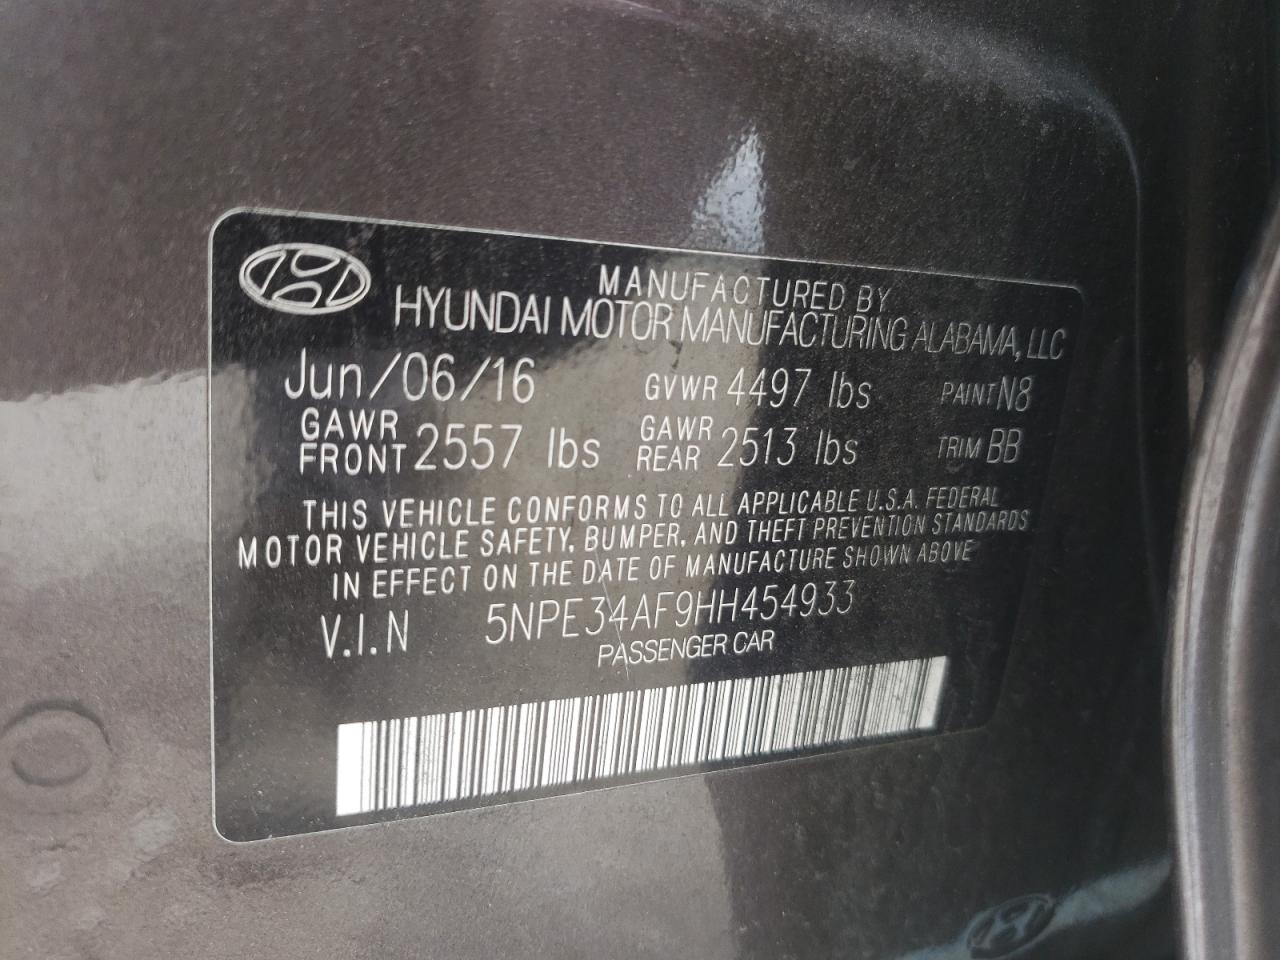 MANUFACTURED BY
HYUNDAI MOTOR MANUFACTURING ALABAMA, LLC
Jun/06/16 GVWR 4497 lbs PAINT N8
GAWR FRONT 2557 lbs GAWR REAR 2513 lbs TRIM BB
THIS VEHICLE CONFORMS TO ALL APPLICABLE U.S.A. FEDERAL
MOTOR VEHICLE SAFETY, BUMPER, AND THEFT PREVENTION STANDARDS
IN EFFECT ON THE DATE OF MANUFACTURE SHOWN ABOVE
V.I.N 5NPE34AF9HH454933
PASSENGER CAR